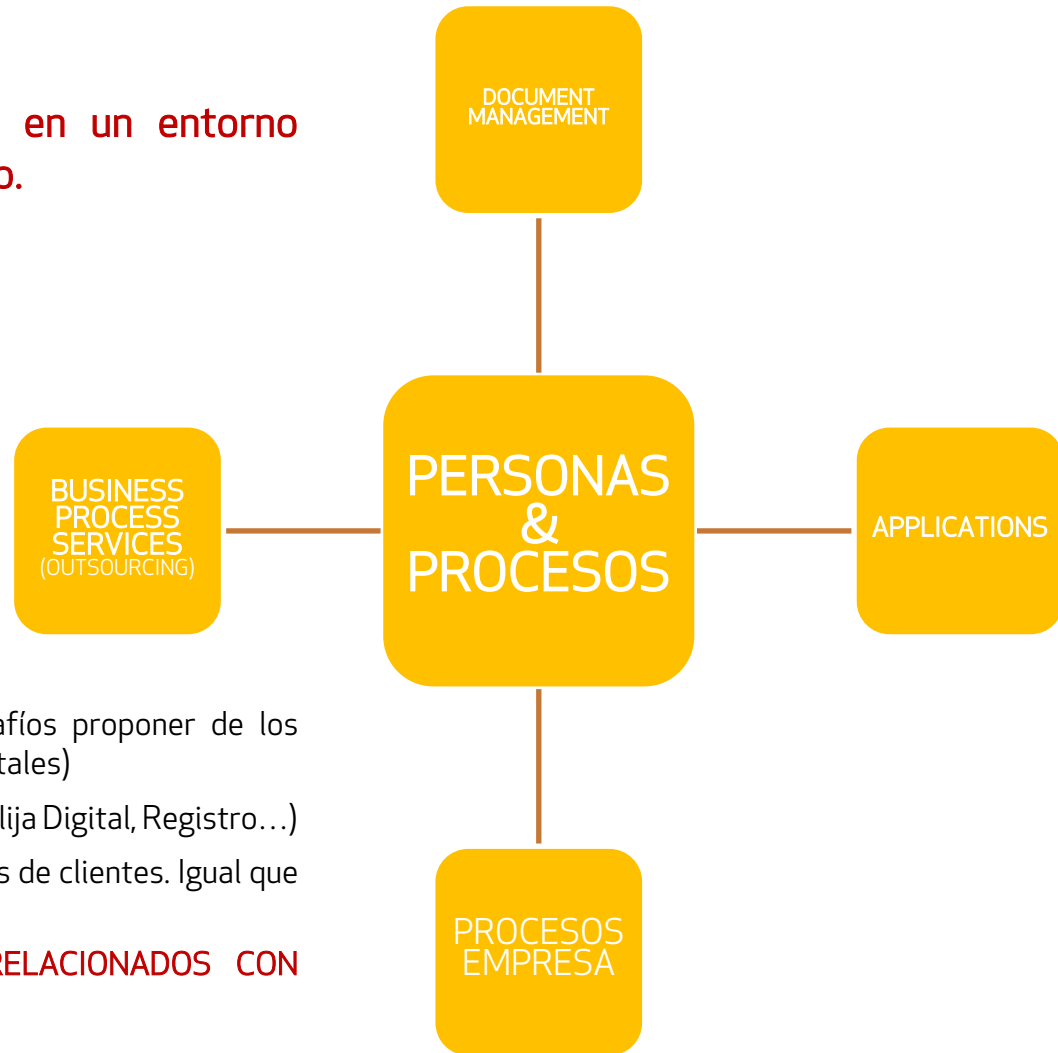 DOCUMENT
MANAGEMENT
en un entorno
o.
BUSINESS
PROCESS
SERVICES
(OUTSOURCING)
PERSONAS
&
PROCESOS
APPLICATIONS
afíos proponer de los
tales)
lija Digital, Registro…)
s de clientes. Igual que
RELACIONADOS CON
PROCESOS
EMPRESA